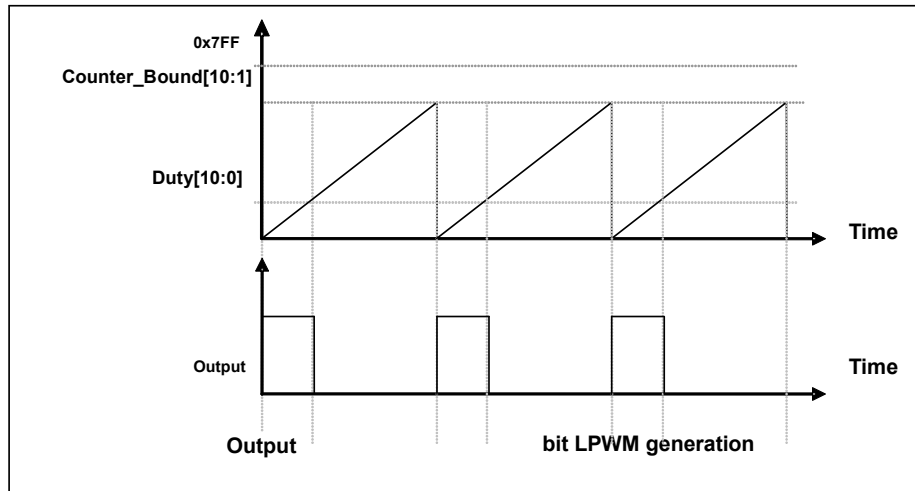 0x7FF
Counter_Bound[10:1]
Duty[10:0]
Time
Output
Time
Output
bit LPWM generation